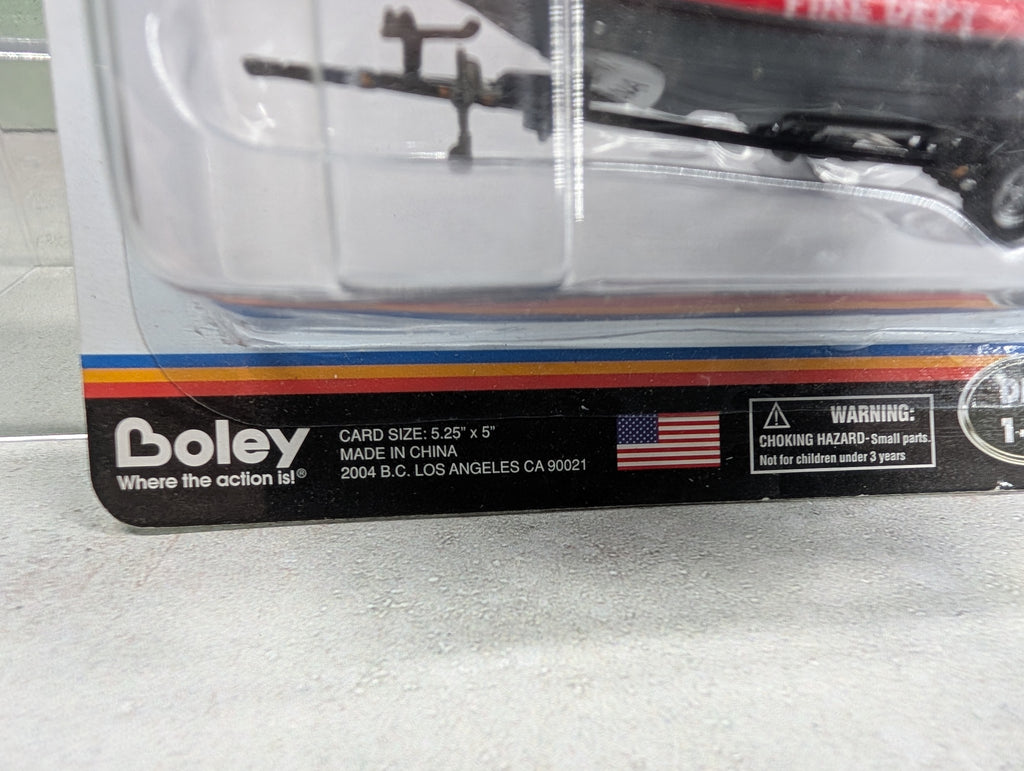 FIRE DEPT
Boley
Where the action is!®
CARD SIZE: 5.25" x 5"
MADE IN CHINA
2004 B.C. LOS ANGELES CA 90021
WARNING:
CHOKING HAZARD- Small parts.
Not for children under 3 years